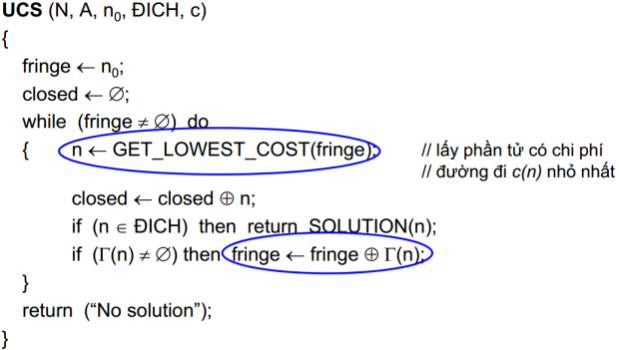 UCS (N, A, n₀, ĐICH, c)
{
fringe ← n₀;
closed ← ∅;
while (fringe ≠ ∅) do
{ n ← GET_LOWEST_COST(fringe); // lấy phần tử có chi phí
// đường đi c(n) nhỏ nhất
closed ← closed ⊕ n;
if (n ∈ ĐICH) then return SOLUTION(n);
if (Γ(n) ≠ ∅) then fringe ← fringe ⊕ Γ(n);
}
return (“No solution”);
}